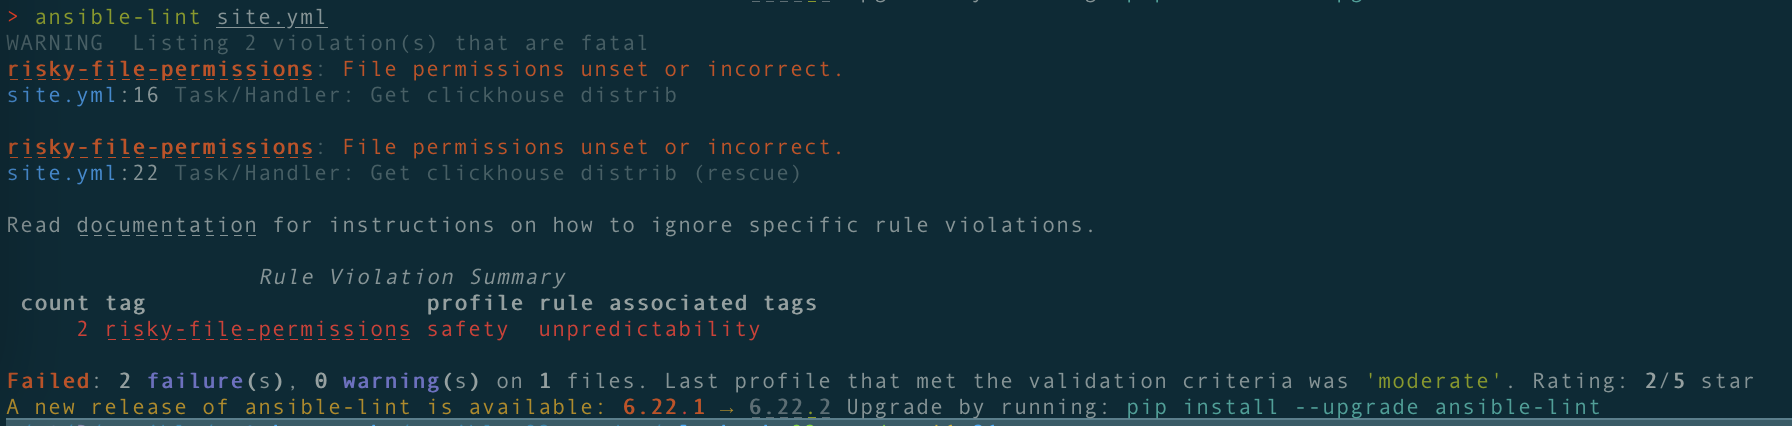 > ansible-lint site.yml
WARNING  Listing 2 violation(s) that are fatal
risky-file-permissions: File permissions unset or incorrect.
site.yml:16 Task/Handler: Get clickhouse distrib
risky-file-permissions: File permissions unset or incorrect.
site.yml:22 Task/Handler: Get clickhouse distrib (rescue)
Read documentation for instructions on how to ignore specific rule violations.
Rule Violation Summary
count tag profile rule associated tags
2 risky-file-permissions safety unpredictability
Failed: 2 failure(s), 0 warning(s) on 1 files. Last profile that met the validation criteria was 'moderate'. Rating: 2/5 star
A new release of ansible-lint is available: 6.22.1 → 6.22.2 Upgrade by running: pip install --upgrade ansible-lint